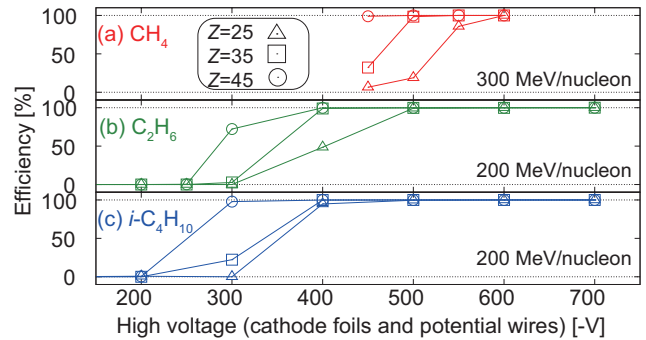 (a) CH₄
Z=25
Z=35
Z=45
300 MeV/nucleon
100
50
0
(b) C₂H₆
200 MeV/nucleon
100
50
0
(c) i-C₄H₁₀
200 MeV/nucleon
100
50
0
Efficiency [%]
200 300 400 500 600 700
High voltage (cathode foils and potential wires) [-V]